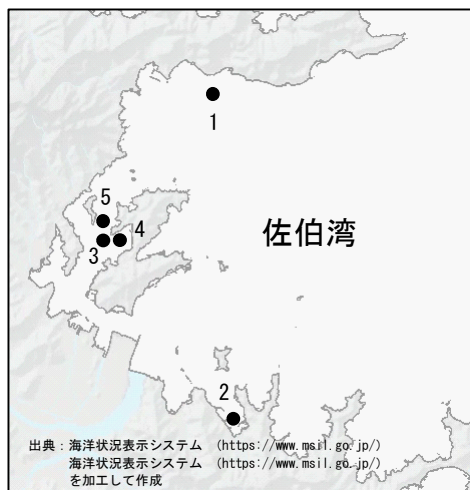 1
5
4
3
佐伯湾
2
出典：海洋状況表示システム （https://www.msil.go.jp/）
海洋状況表示システム （https://www.msil.go.jp/）
を加工して作成